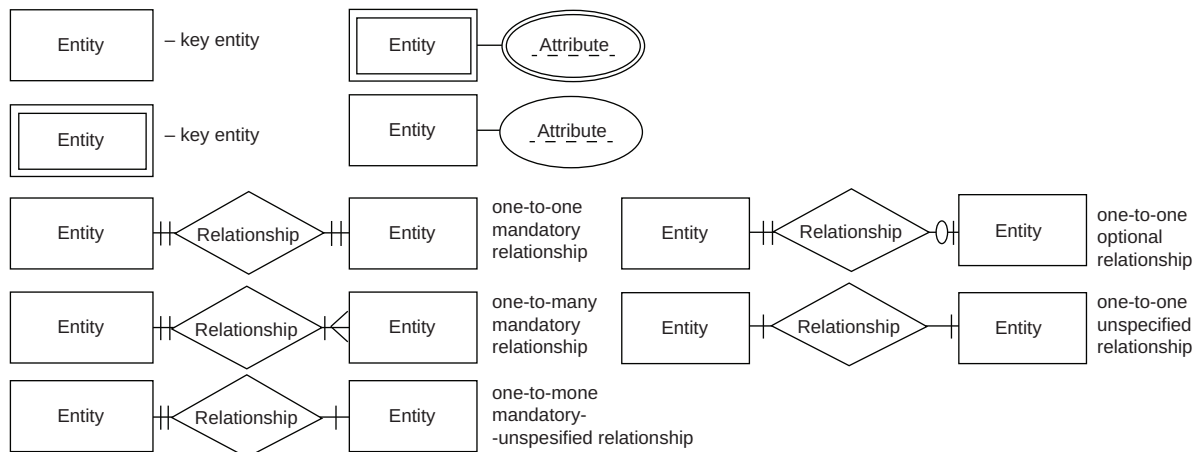 Entity
– key entity
Entity
Attribute
Entity
– key entity
Entity
Attribute
Entity
Relationship
Entity
one-to-one
mandatory
relationship
Entity
Relationship
Entity
one-to-one
optional
relationship
Entity
Relationship
Entity
one-to-many
mandatory
relationship
Entity
Relationship
Entity
one-to-one
unspecified
relationship
Entity
Relationship
Entity
one-to-mone
mandatory-
-unspesified relationship